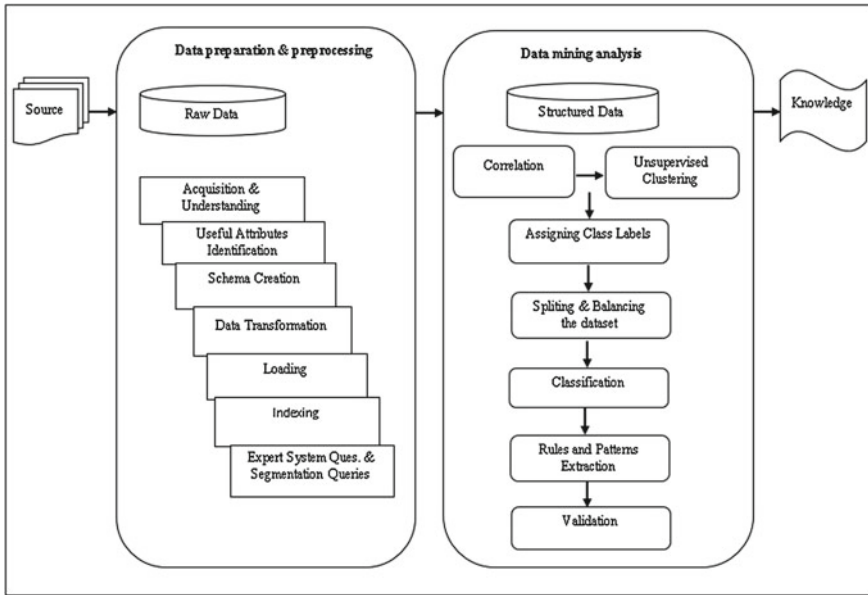 Data preparation & preprocessing
Source
Raw Data
Acquisition &
Understanding
Useful Attributes
Identification
Schema Creation
Data Transformation
Loading
Indexing
Expert System Ques. &
Segmentation Queries
Data mining analysis
Structured Data
Correlation
Unsupervised
Clustering
Assigning Class Labels
Spliting & Balancing
the dataset
Classification
Rules and Patterns
Extraction
Validation
Knowledge